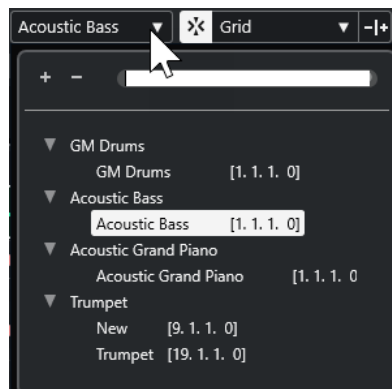 Acoustic Bass Grid
+ −
GM Drums
GM Drums [1. 1. 1. 0]
Acoustic Bass
Acoustic Bass [1. 1. 1. 0]
Acoustic Grand Piano
Acoustic Grand Piano [1. 1. 1. 0
Trumpet
New [9. 1. 1. 0]
Trumpet [19. 1. 1. 0]